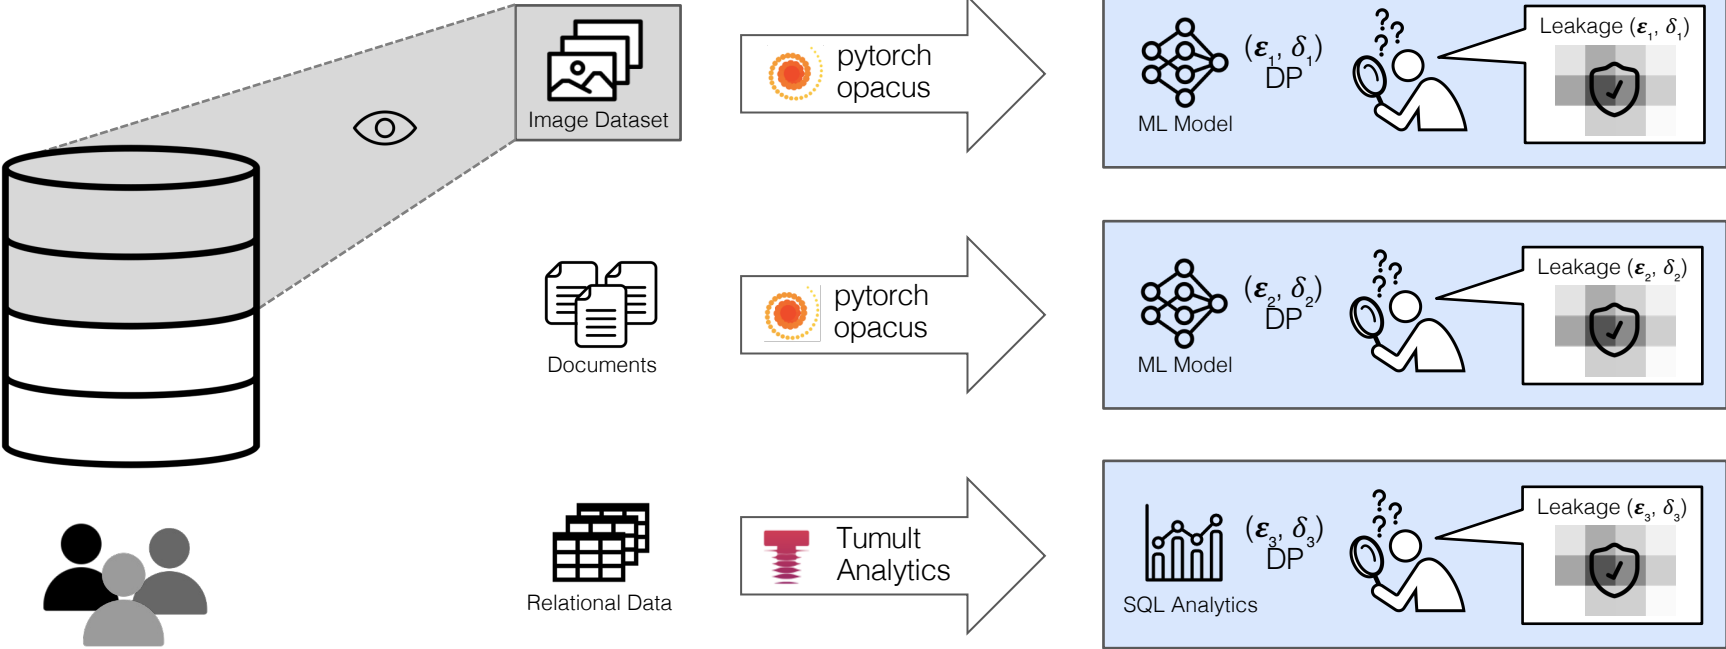 Image Dataset
pytorch
opacus
ML Model
(ε₁, δ₁)
DP
???
Leakage (ε₁, δ₁)
Documents
pytorch
opacus
ML Model
(ε₂, δ₂)
DP
???
Leakage (ε₂, δ₂)
Relational Data
Tumult
Analytics
SQL Analytics
(ε₃, δ₃)
DP
???
Leakage (ε₃, δ₃)